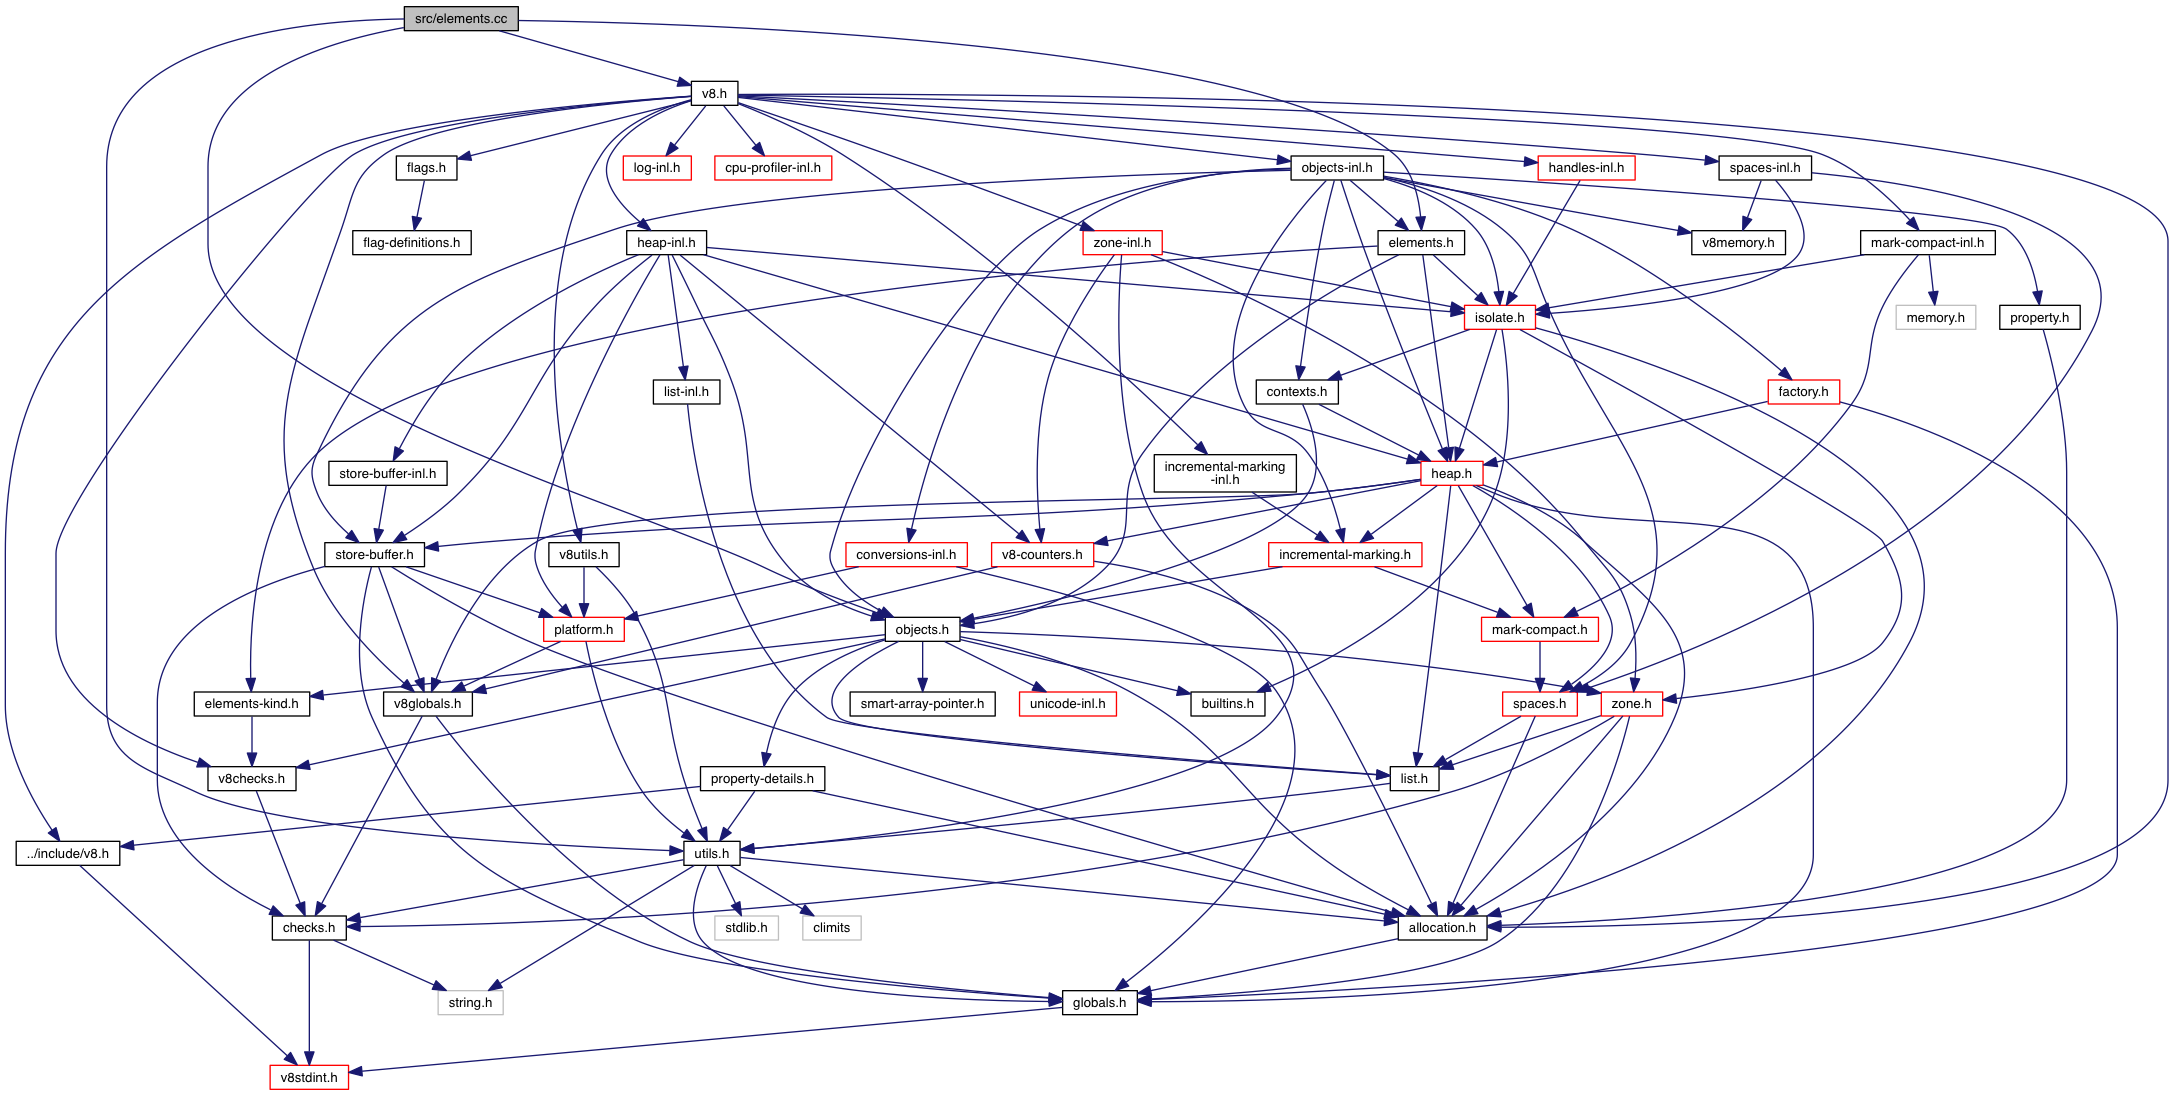 src/elements.cc
v8.h
flags.h
log-inl.h
cpu-profiler-inl.h
objects-inl.h
handles-inl.h
spaces-inl.h
flag-definitions.h
heap-inl.h
zone-inl.h
elements.h
v8memory.h
mark-compact-inl.h
isolate.h
memory.h
property.h
list-inl.h
contexts.h
factory.h
store-buffer-inl.h
incremental-marking
-inl.h
heap.h
store-buffer.h
v8utils.h
conversions-inl.h
v8-counters.h
incremental-marking.h
platform.h
objects.h
mark-compact.h
elements-kind.h
v8globals.h
smart-array-pointer.h
unicode-inl.h
builtins.h
spaces.h
zone.h
v8checks.h
property-details.h
list.h
../include/v8.h
utils.h
checks.h
stdlib.h
climits
allocation.h
string.h
globals.h
v8stdint.h